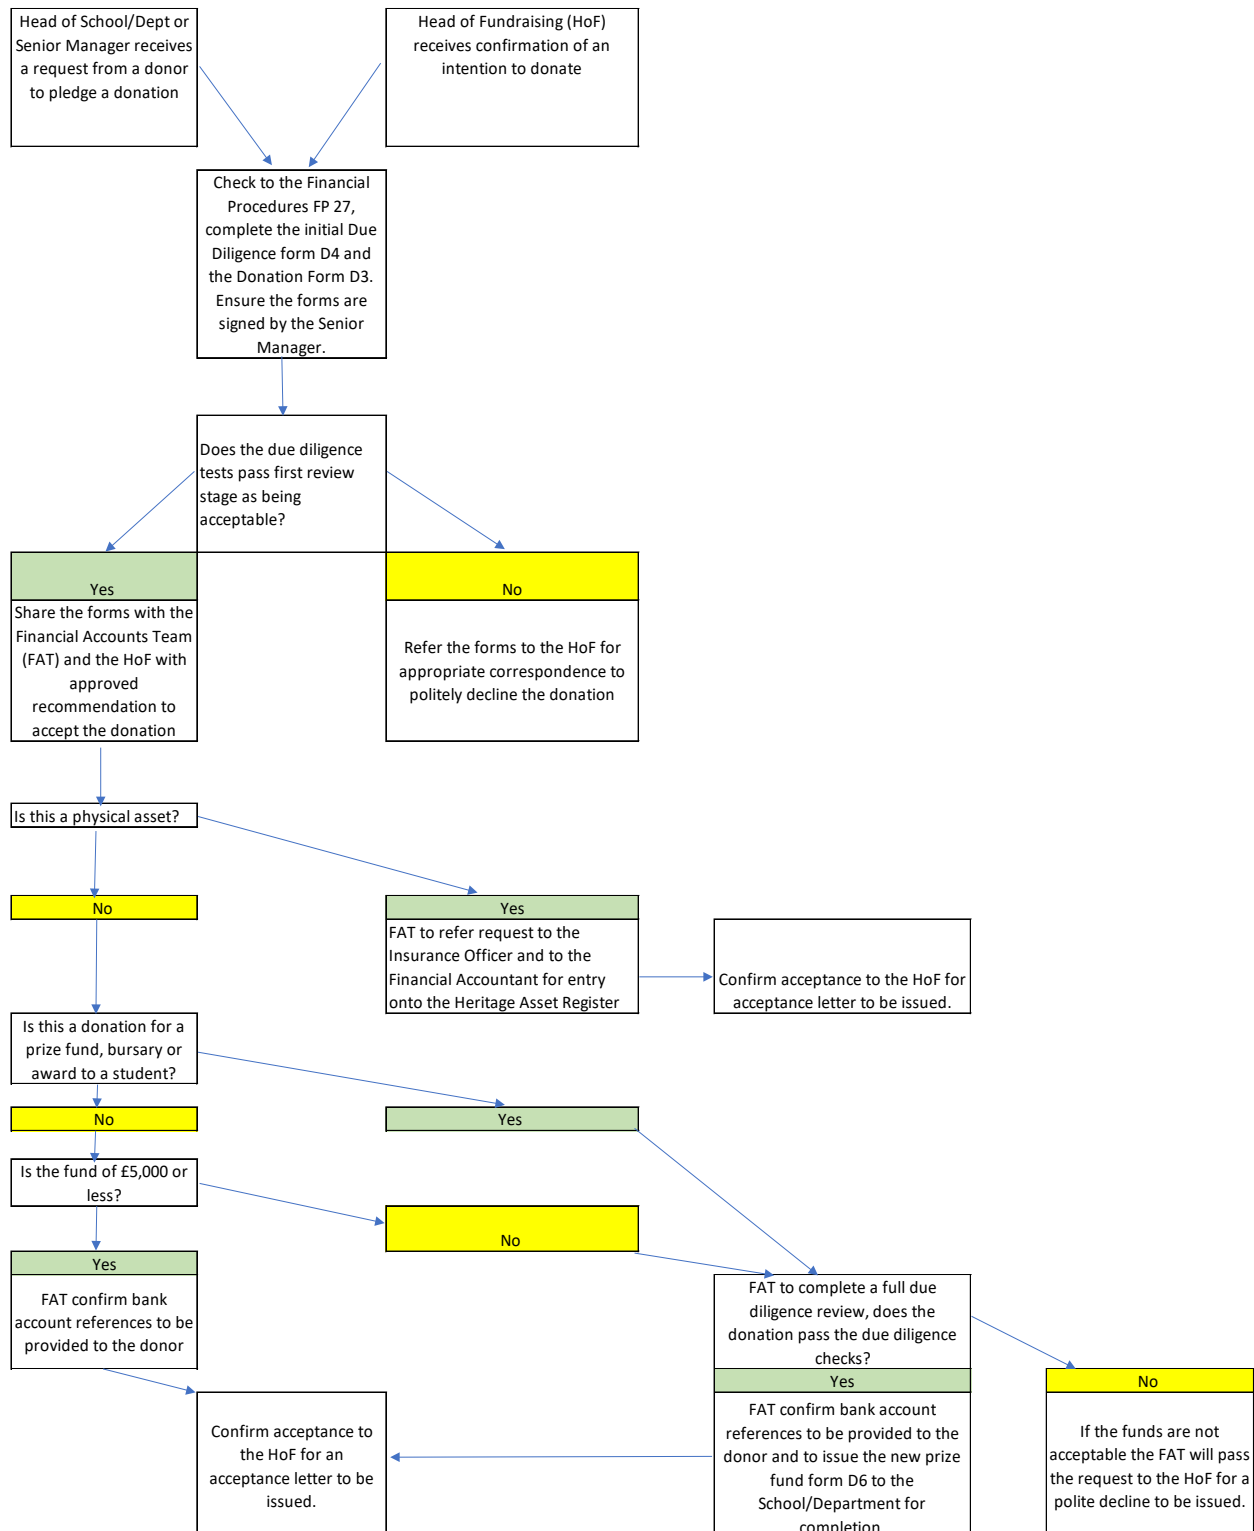 Head of School/Dept or
Senior Manager receives
a request from a donor
to pledge a donation
Head of Fundraising (HoF)
receives confirmation of an
intention to donate
Check to the Financial
Procedures FP 27,
complete the initial Due
Diligence form D4 and
the Donation Form D3.
Ensure the forms are
signed by the Senior
Manager.
Does the due diligence
tests pass first review
stage as being
acceptable?
Yes
Share the forms with the
Financial Accounts Team
(FAT) and the HoF with
approved
recommendation to
accept the donation
No
Refer the forms to the HoF for
appropriate correspondence to
politely decline the donation
Is this a physical asset?
No
Yes
FAT to refer request to the
Insurance Officer and to the
Financial Accountant for entry
onto the Heritage Asset Register
Confirm acceptance to the HoF for
acceptance letter to be issued.
Is this a donation for a
prize fund, bursary or
award to a student?
No
Yes
Is the fund of £5,000 or
less?
No
Yes
FAT confirm bank
account references to be
provided to the donor
FAT to complete a full due
diligence review, does the
donation pass the due diligence
checks?
Yes
FAT confirm bank account
references to be provided to the
donor and to issue the new prize
fund form D6 to the
School/Department for
completion
No
If the funds are not
acceptable the FAT will pass
the request to the HoF for a
polite decline to be issued.
Confirm acceptance to
the HoF for an
acceptance letter to be
issued.